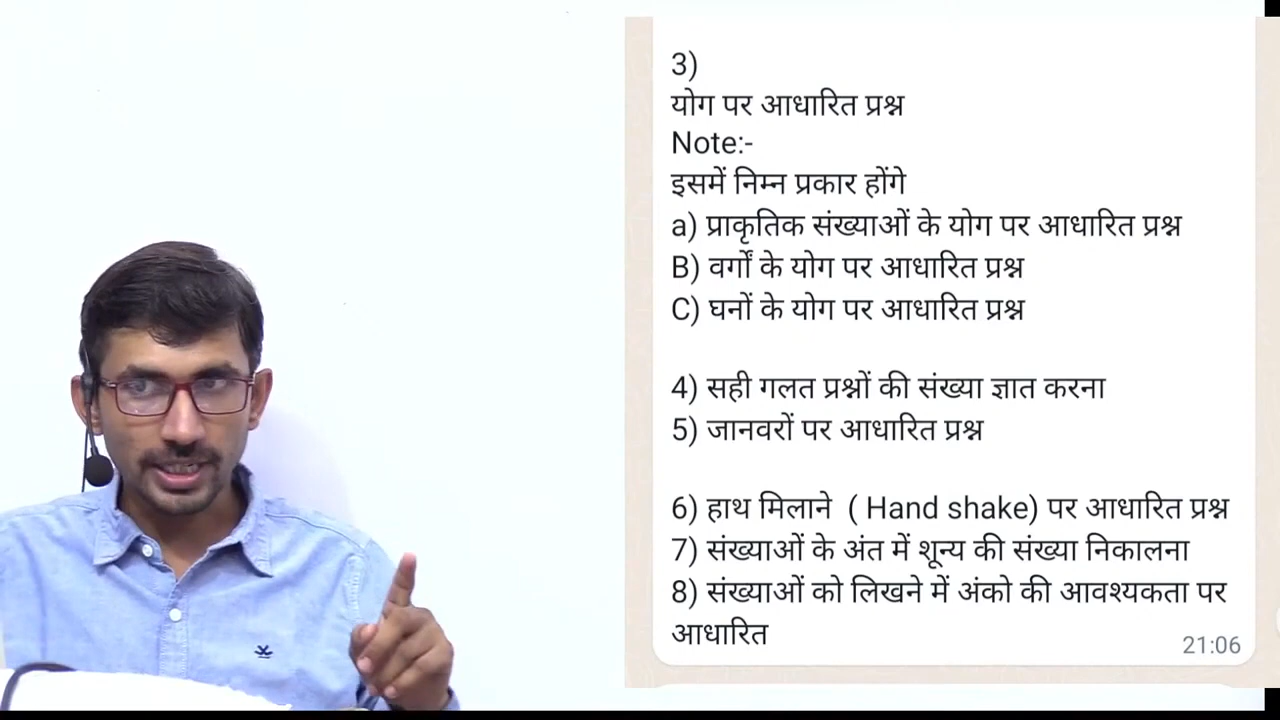 3)
योग पर आधारित प्रश्न
Note:-
इसमें निम्न प्रकार होंगे
a) प्राकृतिक संख्याओं के योग पर आधारित प्रश्न
B) वर्गों के योग पर आधारित प्रश्न
C) घनों के योग पर आधारित प्रश्न
4) सही गलत प्रश्नों की संख्या ज्ञात करना
5) जानवरों पर आधारित प्रश्न
6) हाथ मिलाने ( Hand shake) पर आधारित प्रश्न
7) संख्याओं के अंत में शून्य की संख्या निकालना
8) संख्याओं को लिखने में अंको की आवश्यकता पर
आधारित
21:06